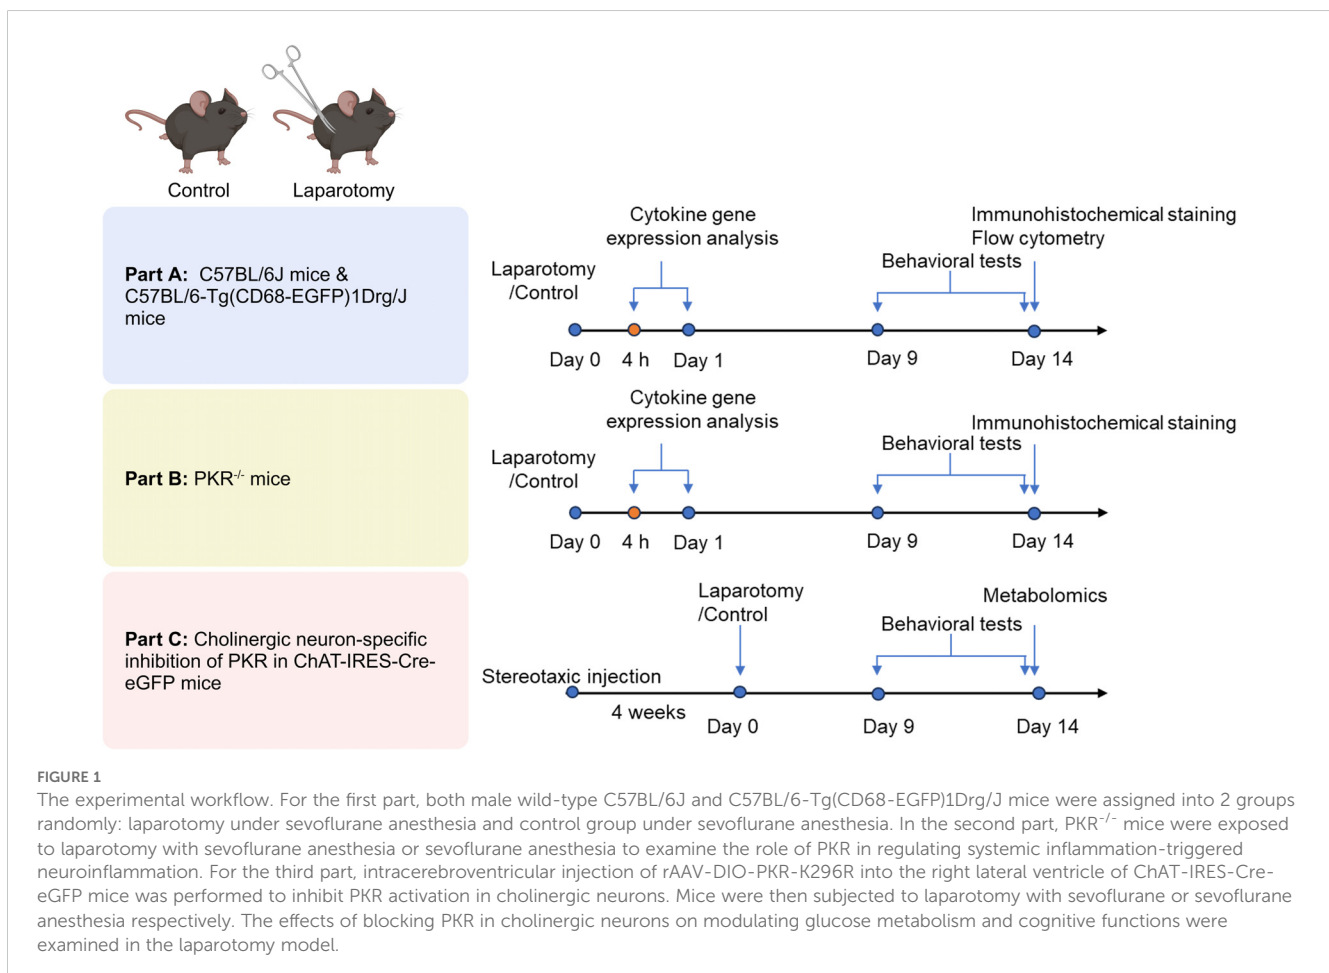 Control
Laparotomy
Part A: C57BL/6J mice &
C57BL/6-Tg(CD68-EGFP)1Drg/J
mice
Laparotomy
/Control
Cytokine gene
expression analysis
Behavioral tests
Immunohistochemical staining
Flow cytometry
Day 0
4 h
Day 1
Day 9
Day 14
Part B: PKR-/- mice
Laparotomy
/Control
Cytokine gene
expression analysis
Behavioral tests
Immunohistochemical staining
Day 0
4 h
Day 1
Day 9
Day 14
Part C: Cholinergic neuron-specific
inhibition of PKR in ChAT-IRES-Cre-
eGFP mice
Stereotaxic injection
4 weeks
Laparotomy
/Control
Behavioral tests
Metabolomics
Day 0
Day 9
Day 14
FIGURE 1
The experimental workflow. For the first part, both male wild-type C57BL/6J and C57BL/6-Tg(CD68-EGFP)1Drg/J mice were assigned into 2 groups
randomly: laparotomy under sevoflurane anesthesia and control group under sevoflurane anesthesia. In the second part, PKR-/- mice were exposed
to laparotomy with sevoflurane anesthesia or sevoflurane anesthesia to examine the role of PKR in regulating systemic inflammation-triggered
neuroinflammation. For the third part, intracerebroventricular injection of rAAV-DIO-PKR-K296R into the right lateral ventricle of ChAT-IRES-Cre-
eGFP mice was performed to inhibit PKR activation in cholinergic neurons. Mice were then subjected to laparotomy with sevoflurane or sevoflurane
anesthesia respectively. The effects of blocking PKR in cholinergic neurons on modulating glucose metabolism and cognitive functions were
examined in the laparotomy model.